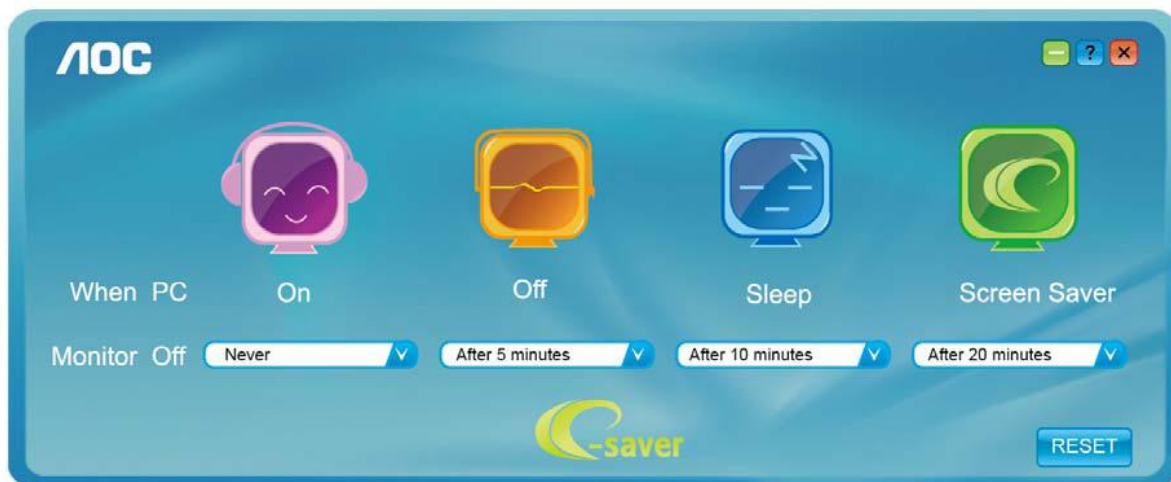 AOC
?
When PC On Off Sleep Screen Saver
Monitor Off Never After 5 minutes After 10 minutes After 20 minutes
e-saver
RESET